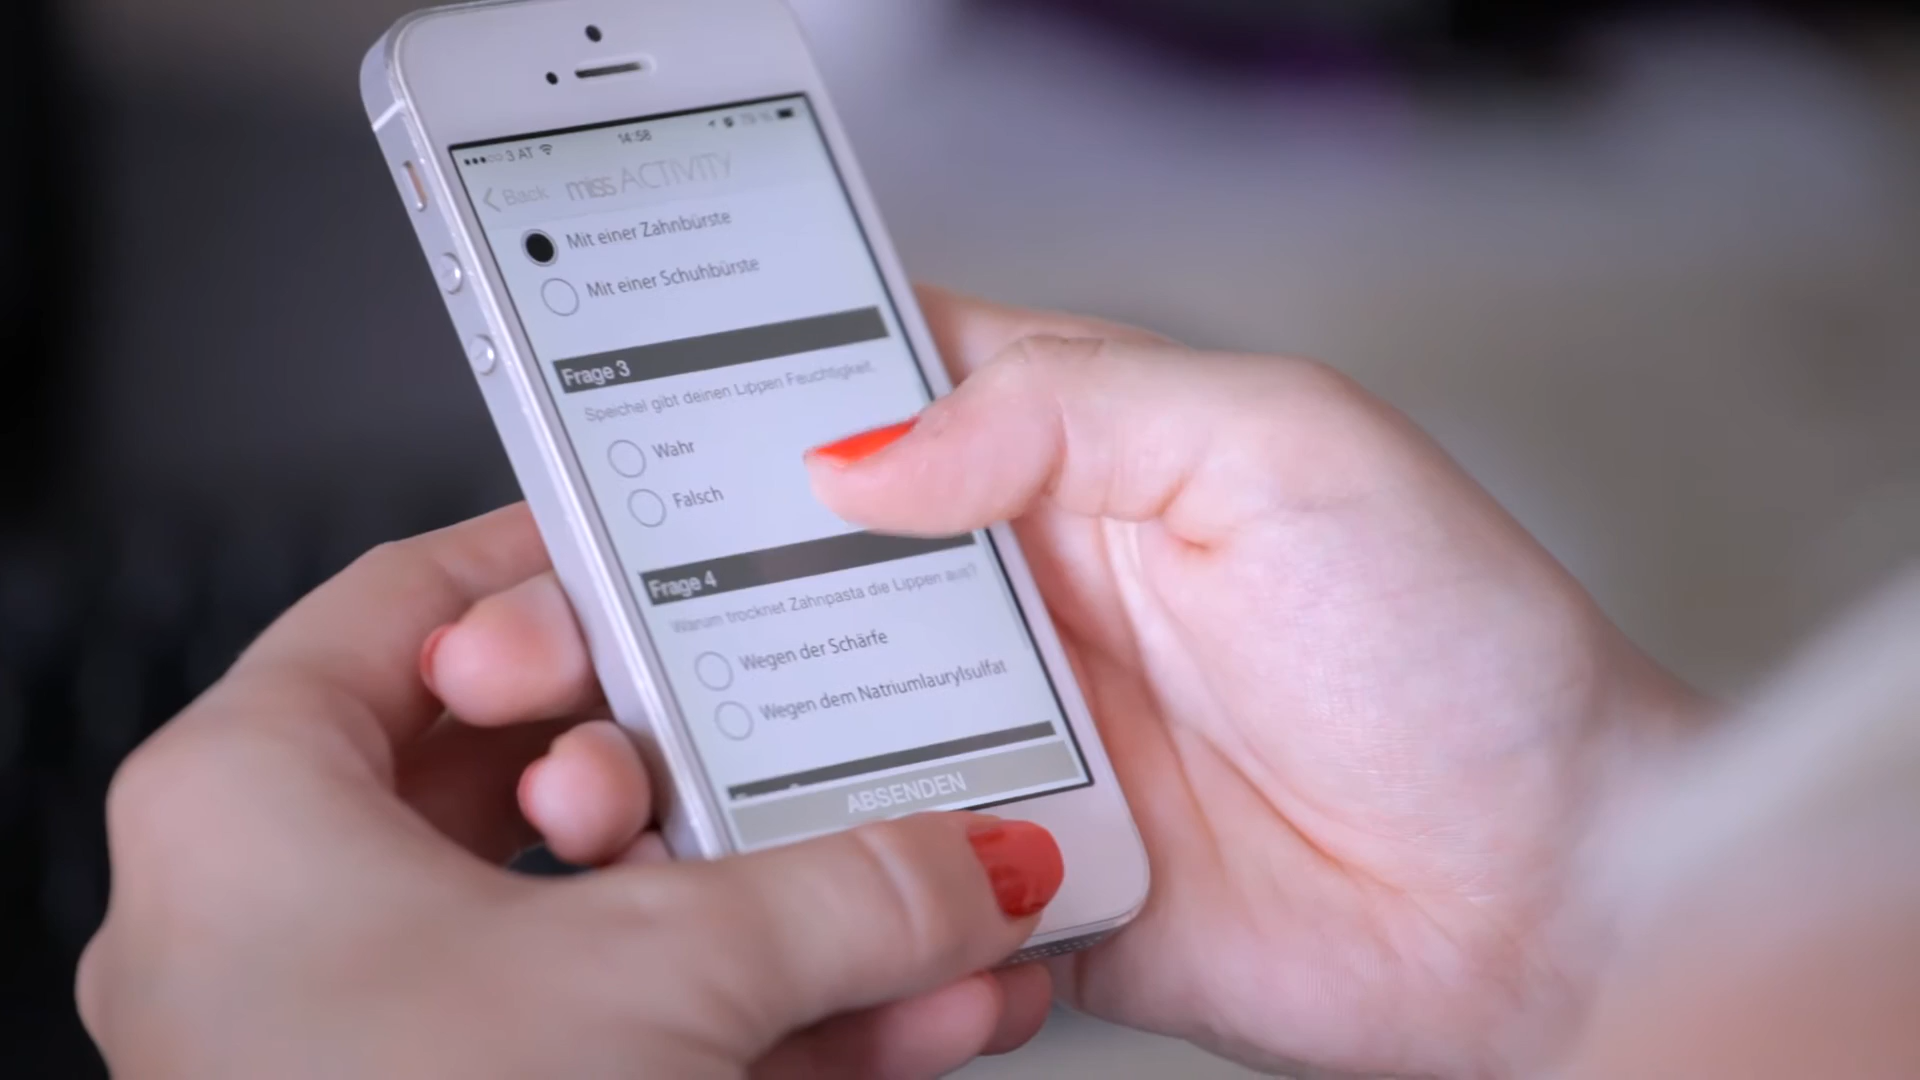 3 AT 14:58
Back miss ACTIVITY
Mit einer Zahnbürste
Mit einer Schuhbürste
Frage 3
Speichel gibt deinen Lippen Feuchtigkeit.
Wahr
Falsch
Frage 4
Warum trocknet Zahnpasta die Lippen aus?
Wegen der Schärfe
Wegen dem Natriumlaurylsulfat
ABSENDEN